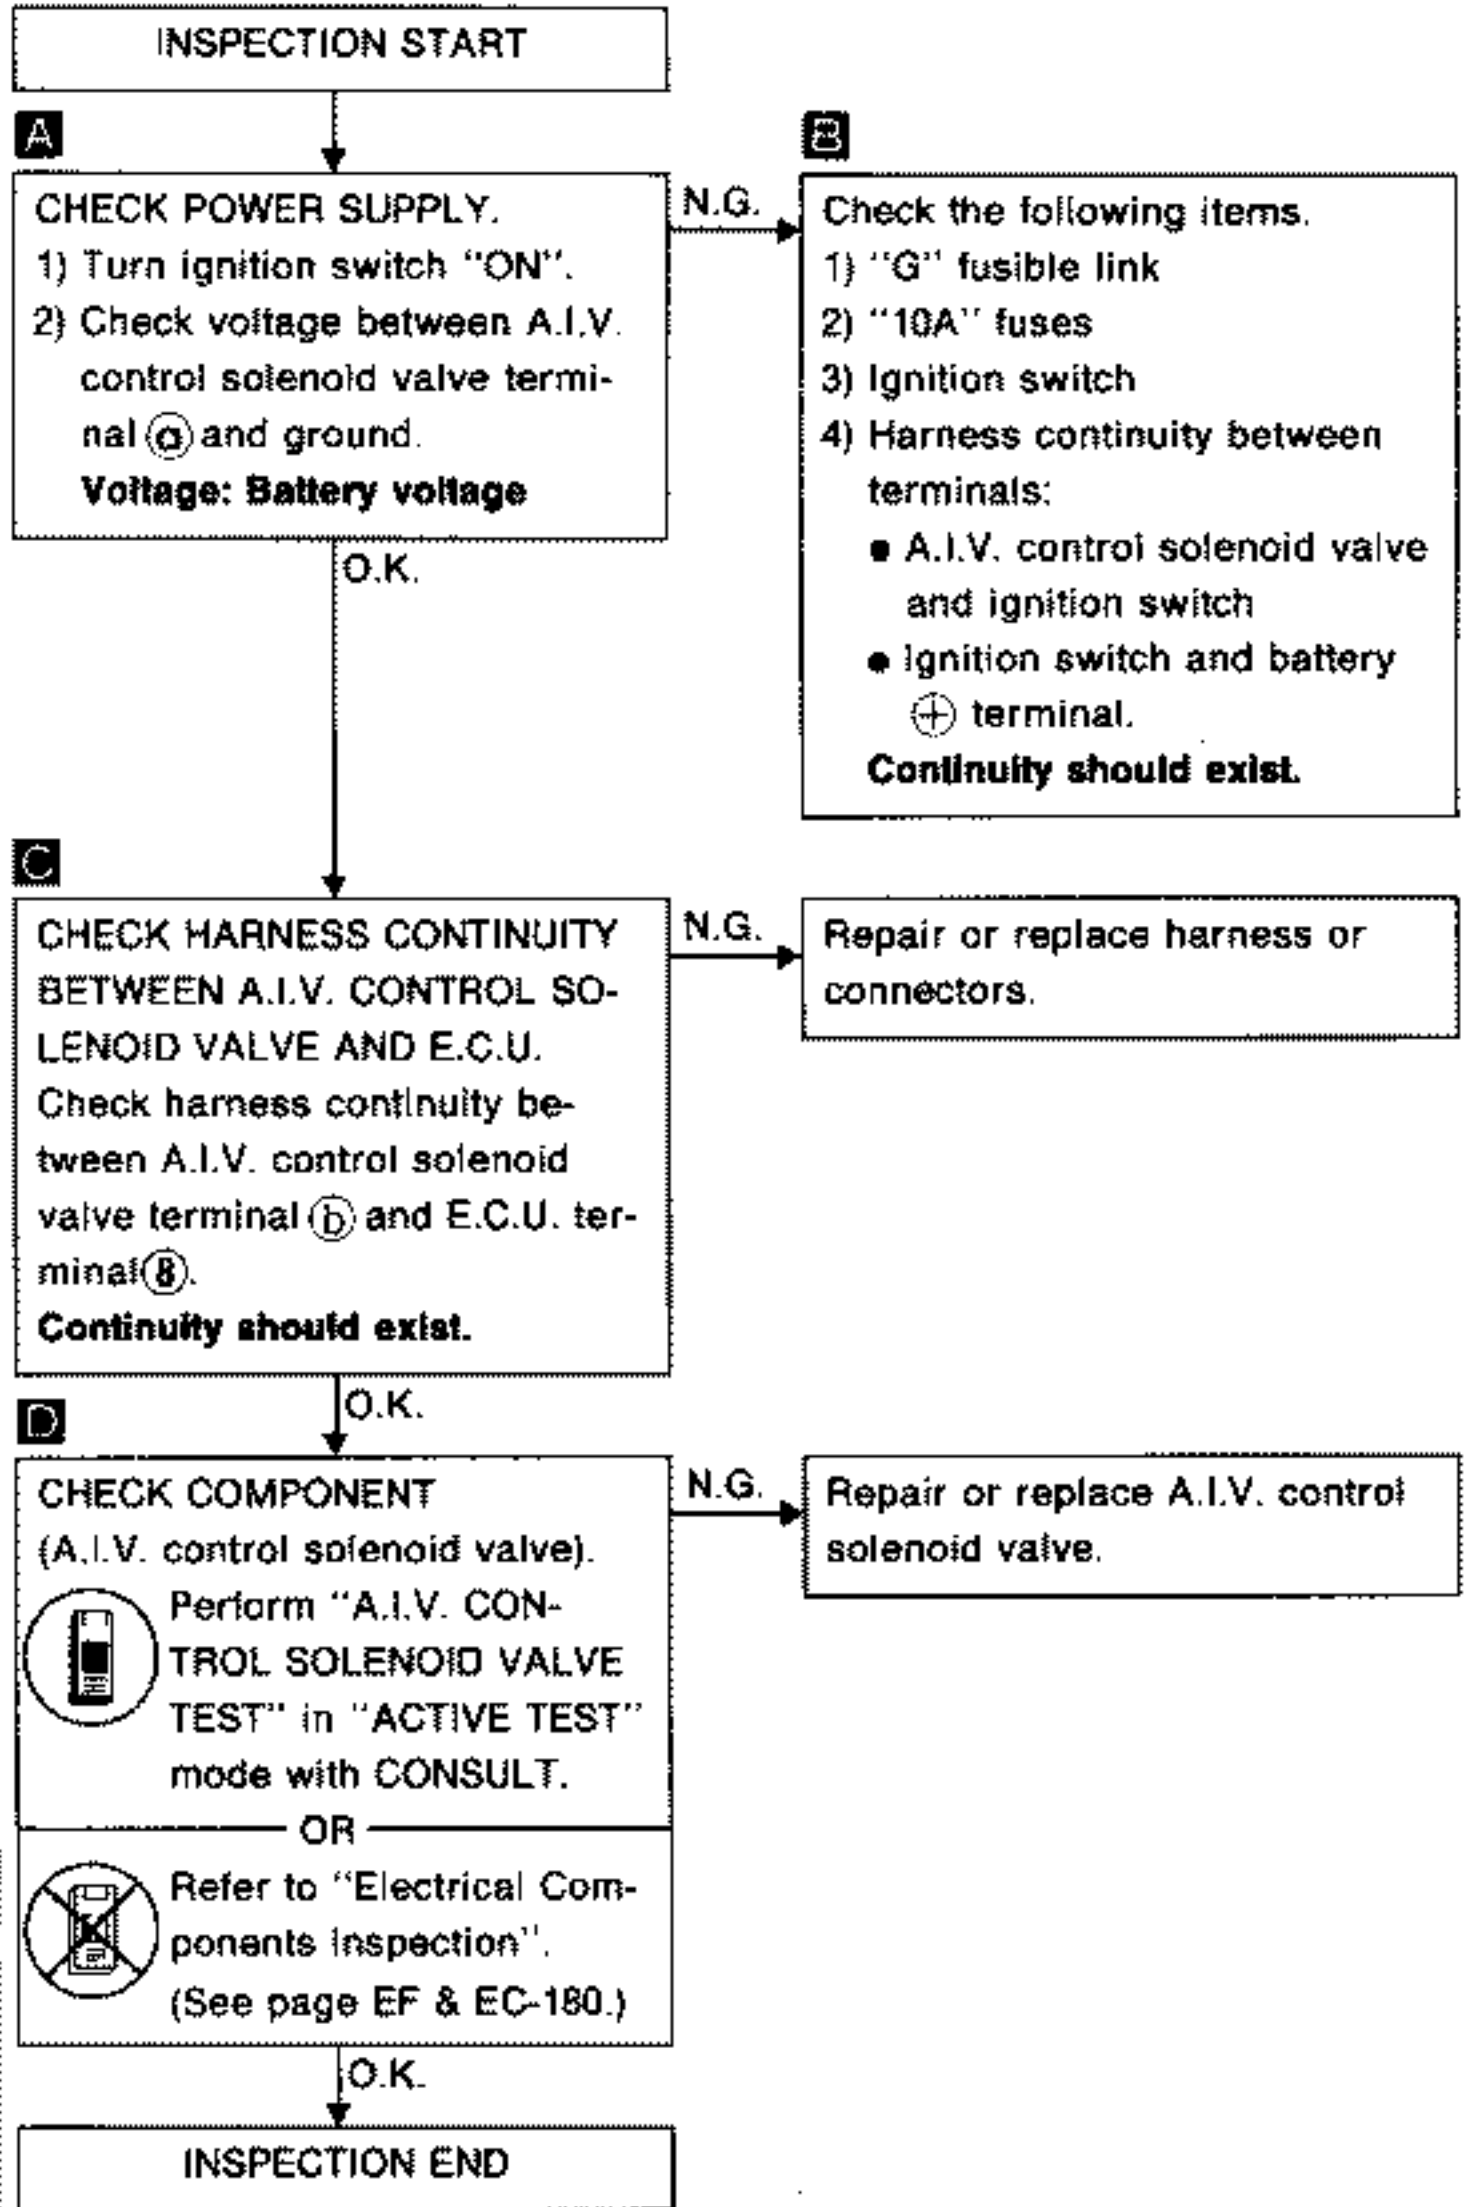 INSPECTION START
A
CHECK POWER SUPPLY.
1) Turn ignition switch "ON".
2) Check voltage between A.I.V.
control solenoid valve termi-
nal ⓐ and ground.
Voltage: Battery voltage
N.G.
B
Check the following items.
1) "G" fusible link
2) "10A" fuses
3) Ignition switch
4) Harness continuity between
terminals:
● A.I.V. control solenoid valve
and ignition switch
● Ignition switch and battery
⊕ terminal.
Continuity should exist.
O.K.
C
CHECK HARNESS CONTINUITY
BETWEEN A.I.V. CONTROL SO-
LENOID VALVE AND E.C.U.
Check harness continuity be-
tween A.I.V. control solenoid
valve terminal ⓑ and E.C.U. ter-
minal ⑧.
Continuity should exist.
N.G.
Repair or replace harness or
connectors.
O.K.
D
CHECK COMPONENT
(A.I.V. control solenoid valve).
Perform "A.I.V. CON-
TROL SOLENOID VALVE
TEST" in "ACTIVE TEST"
mode with CONSULT.
OR
Refer to "Electrical Com-
ponents Inspection".
(See page EF & EC-180.)
N.G.
Repair or replace A.I.V. control
solenoid valve.
O.K.
INSPECTION END